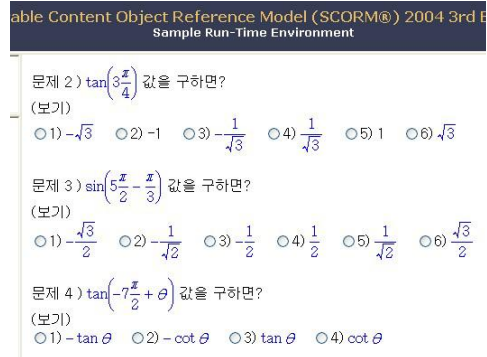 able Content Object Reference Model (SCORM®) 2004 3rd E
Sample Run-Time Environment
문제 2 ) tan(3π/4) 값을 구하면?
(보기)
1) -√3 2) -1 3) -1/√3 4) 1/√3 5) 1 6) √3
문제 3 ) sin(5π/2 - π/3) 값을 구하면?
(보기)
1) -√3/2 2) -1/√2 3) -1/2 4) 1/2 5) 1/√2 6) √3/2
문제 4 ) tan(-7π/2 + θ) 값을 구하면?
(보기)
1) - tan θ 2) - cot θ 3) tan θ 4) cot θ